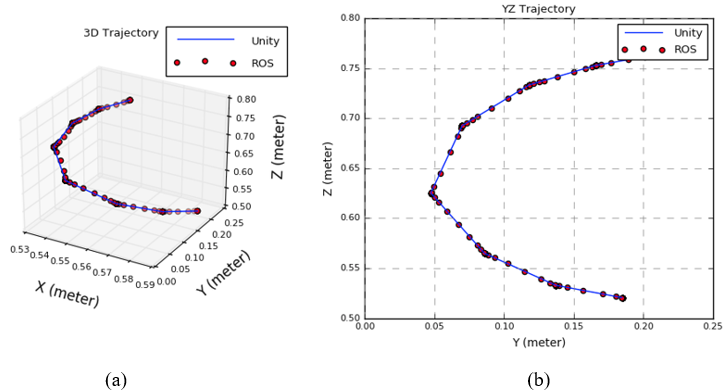 3D Trajectory
Unity
ROS
0.80
0.75
0.70
0.65
0.60
0.55
0.50
Z (meter)
0.25
0.20
0.15
0.10
0.05
0.00
Y (meter)
0.53
0.54
0.55
0.56
0.57
0.58
0.59
X (meter)
(a)
YZ Trajectory
Unity
ROS
0.80
0.75
0.70
0.65
0.60
0.55
0.50
Z (meter)
0.00 0.05 0.10 0.15 0.20 0.25
Y (meter)
(b)